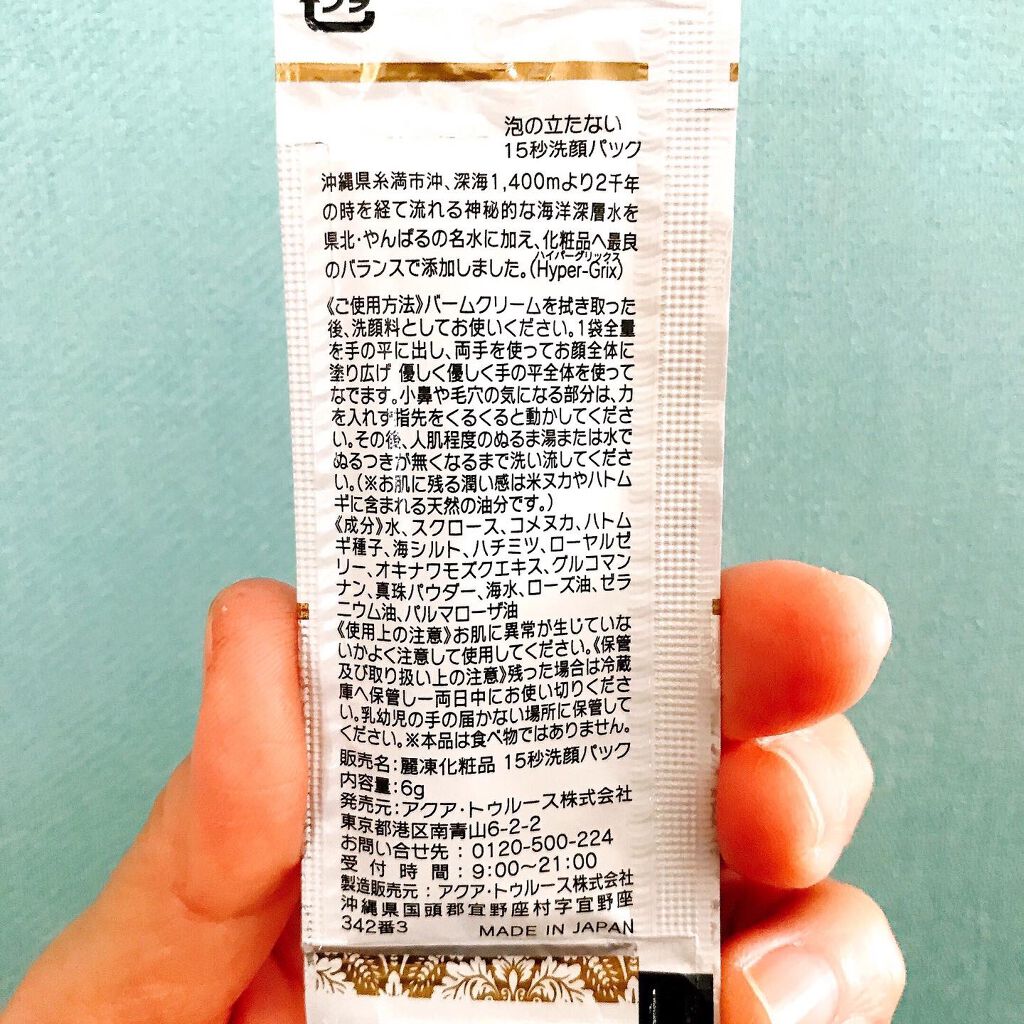 プラ
泡の立たない
15秒洗顔パック
沖縄県糸満市沖、深海1,400mより2千年
の時を経て流れる神秘的な海洋深層水を
県北・やんばるの名水に加え、化粧品へ最良
ハイパーグリックス
のバランスで添加しました。(Hyper-Grix)
《ご使用方法》バームクリームを拭き取った
後、洗顔料としてお使いください。1袋全量
を手の平に出し、両手を使ってお顔全体に
塗り広げ 優しく優しく手の平全体を使って
なでます。小鼻や毛穴の気になる部分は、力
を入れず指先をくるくると動かしてくださ
い。その後、人肌程度のぬるま湯または水で
ぬるつきが無くなるまで洗い流してくださ
い。(※お肌に残る潤い感は米ヌカやハトム
ギに含まれる天然の油分です。)
《成分》水、スクロース、コメヌカ、ハトム
ギ種子、海シルト、ハチミツ、ローヤルゼ
リー、オキナワモズクエキス、グルコマン
ナン、真珠パウダー、海水、ローズ油、ゼラ
ニウム油、パルマローザ油
《使用上の注意》お肌に異常が生じていな
いかよく注意して使用してください。《保管
及び取り扱い上の注意》残った場合は冷蔵
庫へ保管し一両日中にお使い切りくださ
い。乳幼児の手の届かない場所に保管して
ください。※本品は食べ物ではありません。
販売名:麗凍化粧品 15秒洗顔パック
内容量:6g
発売元:アクア・トゥルース株式会社
東京都港区南青山6-2-2
お問い合せ先:0120-500-224
受付時間:9:00〜21:00
製造販売元:アクア・トゥルース株式会社
沖縄県国頭郡宜野座村字宜野座
342番3 MADE IN JAPAN